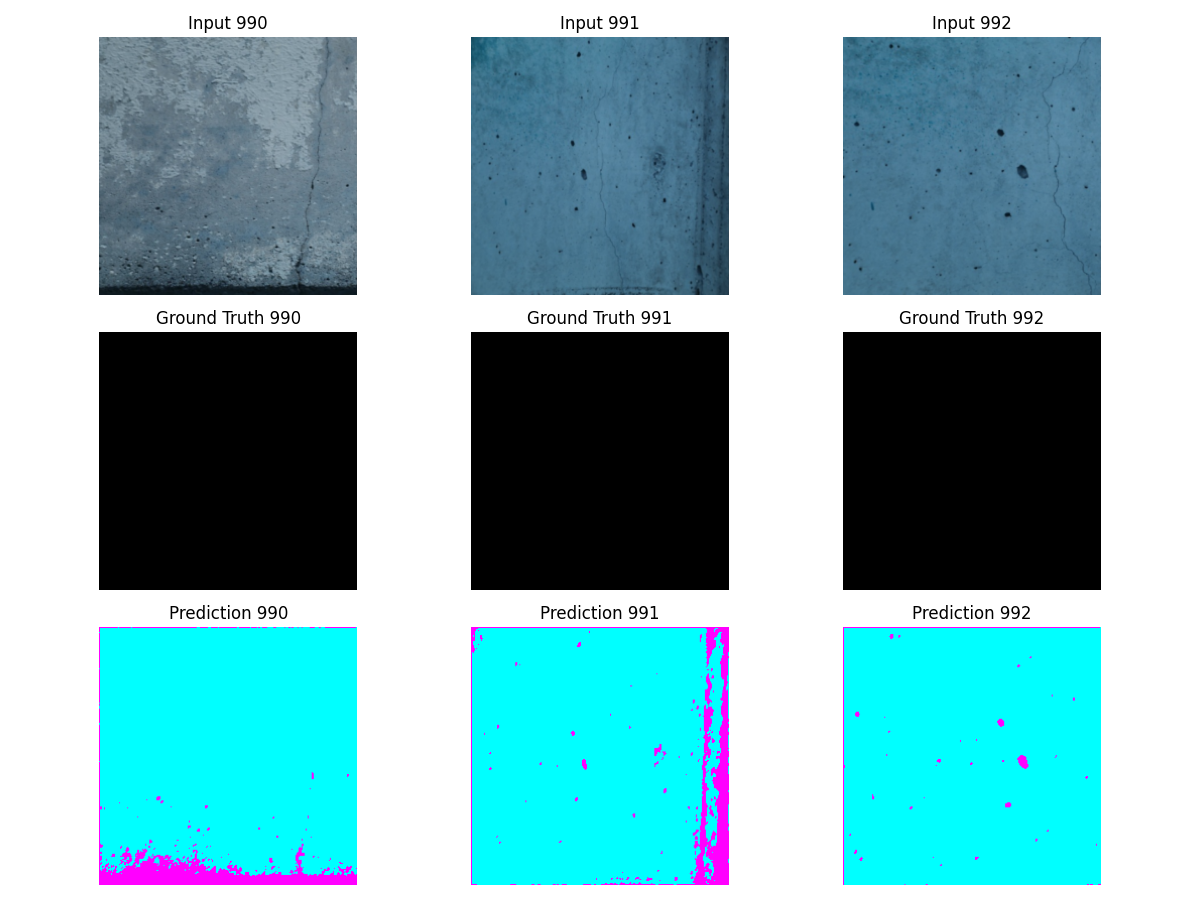 Input 990
Input 991
Input 992
Ground Truth 990
Ground Truth 991
Ground Truth 992
Prediction 990
Prediction 991
Prediction 992